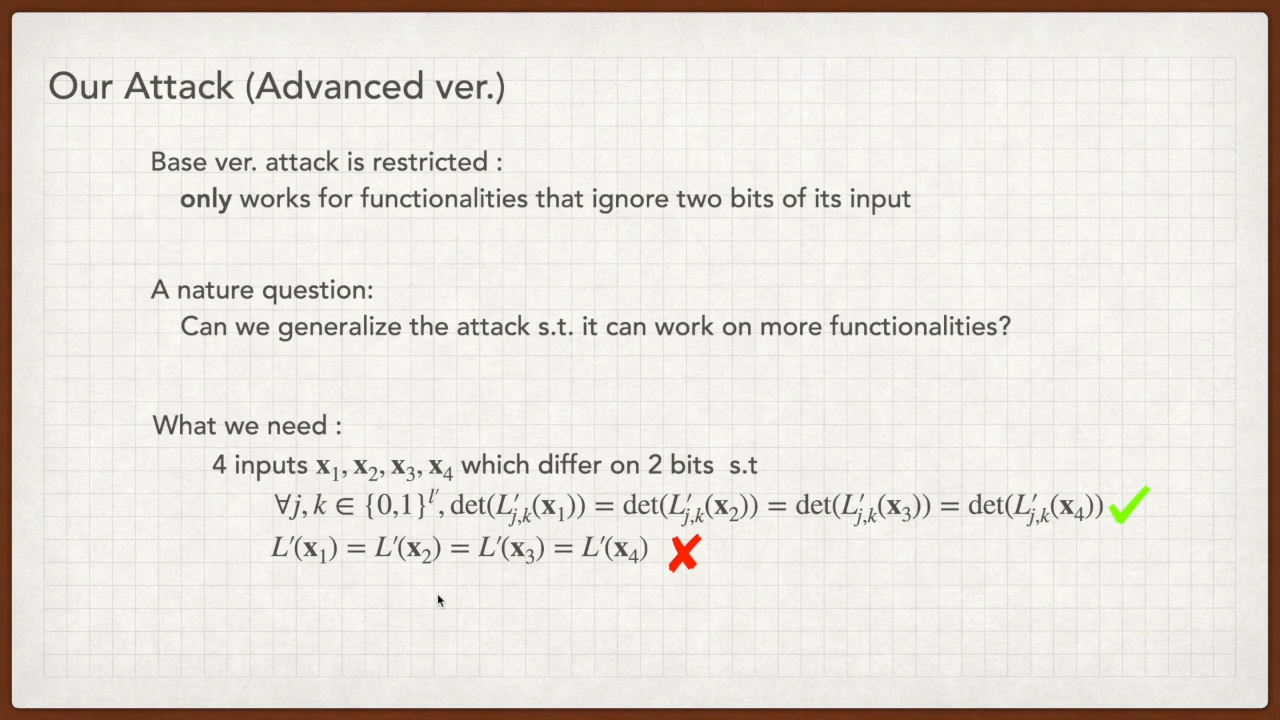 Our Attack (Advanced ver.)
Base ver. attack is restricted :
only works for functionalities that ignore two bits of its input
A nature question:
Can we generalize the attack s.t. it can work on more functionalities?
What we need :
4 inputs x₁, x₂, x₃, x₄ which differ on 2 bits s.t
∀j, k ∈ {0,1}^{l′}, det(L′_{j,k}(x₁)) = det(L′_{j,k}(x₂)) = det(L′_{j,k}(x₃)) = det(L′_{j,k}(x₄)) ✓
L′(x₁) = L′(x₂) = L′(x₃) = L′(x₄) ✗